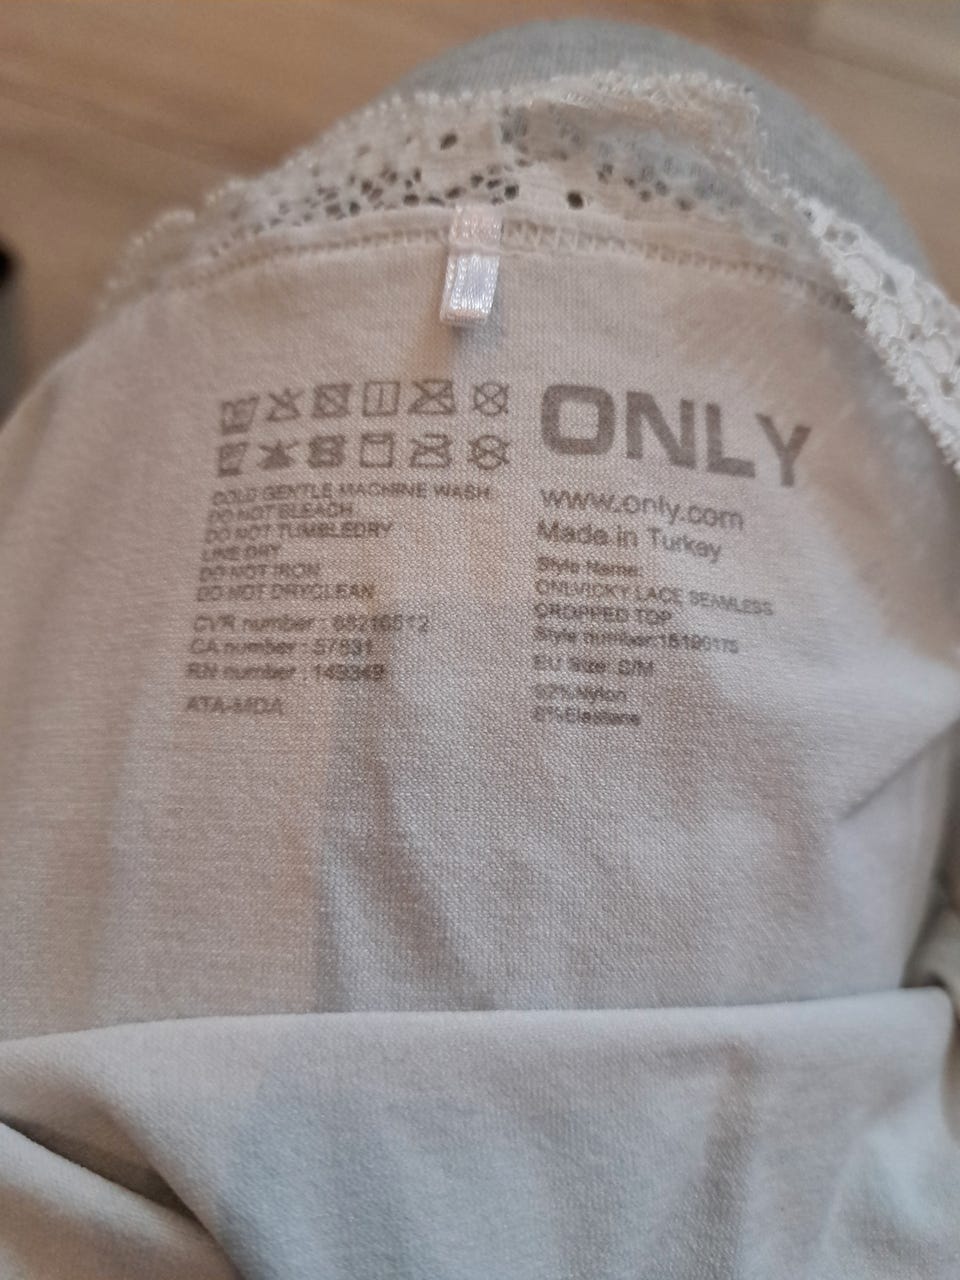 COLD GENTLE MACHINE WASH
DO NOT BLEACH
DO NOT TUMBLEDRY
LINE DRY
DO NOT IRON
DO NOT DRYCLEAN
CVR number :
CA number : 57831
RN number : 149349
ATA-MDA
ONLY
www.only.com
Made in Turkey
Style Name:
ONLVICKY LACE SEAMLESS
CROPPED TOP
Style number:15190175
EU Size: S/M
92%Nylon
8%Elastane